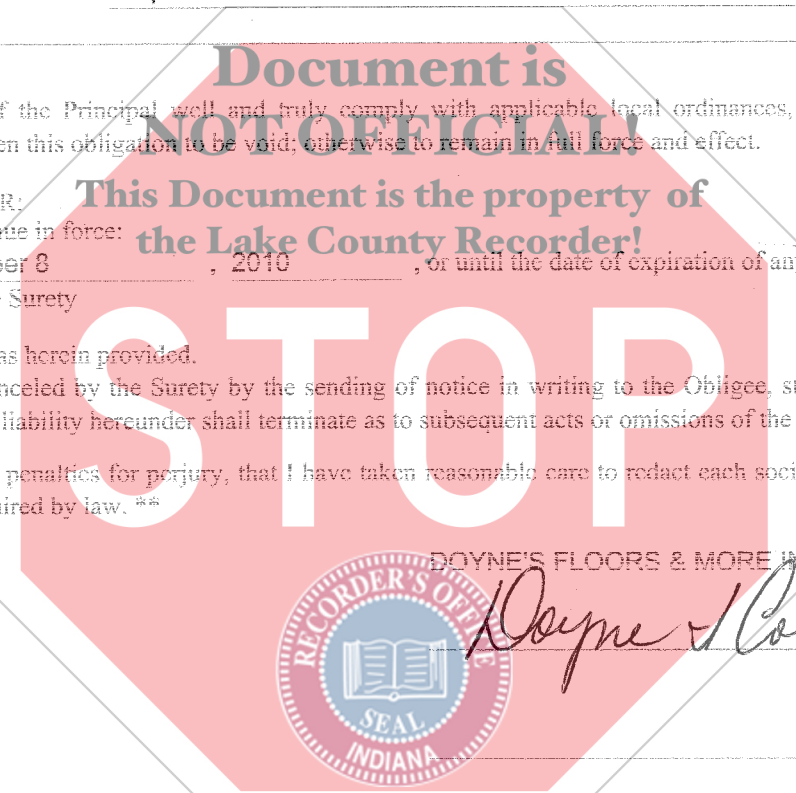 Document is
the Principal well and truly comply with applicable local ordinances,
NOT OFFICIAL!
en this obligation to be void; otherwise to remain in full force and effect.
This Document is the property of
R:
ue in force:
the Lake County Recorder!
er 8 , 2010 , or until the date of expiration of an
Surety
STOP
as herein provided.
nceled by the Surety by the sending of notice in writing to the Obligee, s
liability hereunder shall terminate as to subsequent acts or omissions of the
penalties for perjury, that I have taken reasonable care to redact each soci
ired by law. **
DOYNE'S FLOORS & MORE IN
Doyne
RECORDER'S OFFICE
SEAL
INDIANA